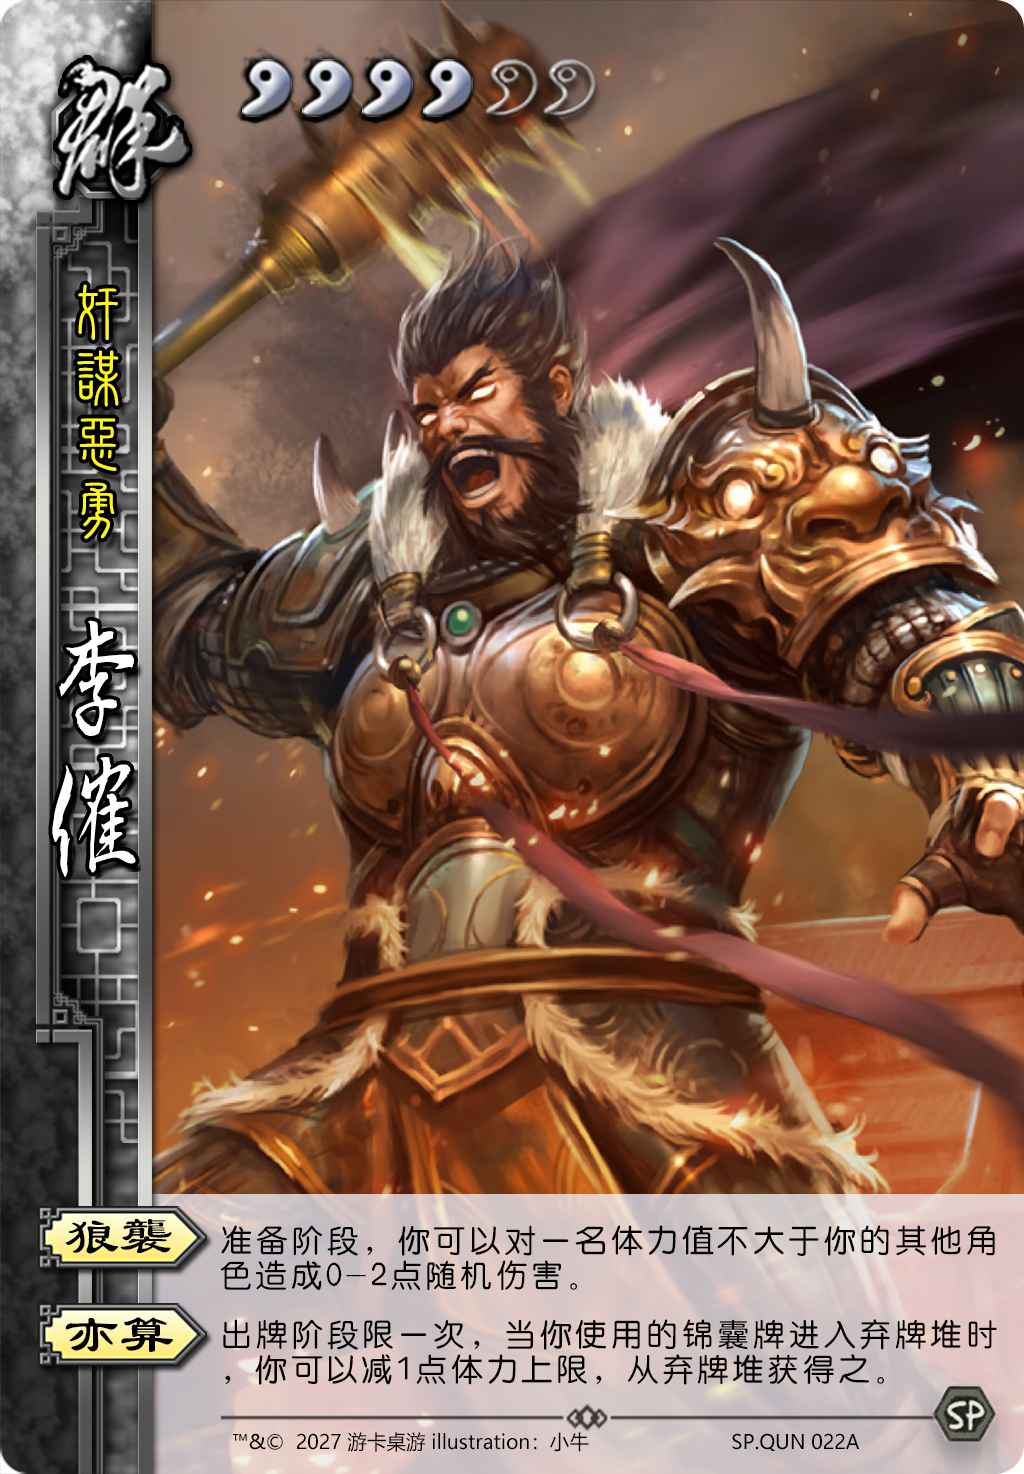 群
奸謀惡勇
李傕
狼襲
准备阶段，你可以对一名体力值不大于你的其他角
色造成0-2点随机伤害。
亦算
出牌阶段限一次，当你使用的锦囊牌进入弃牌堆时
，你可以减1点体力上限，从弃牌堆获得之。
SP
™&© 2027 游卡桌游 illustration：小牛
SP.QUN 022A